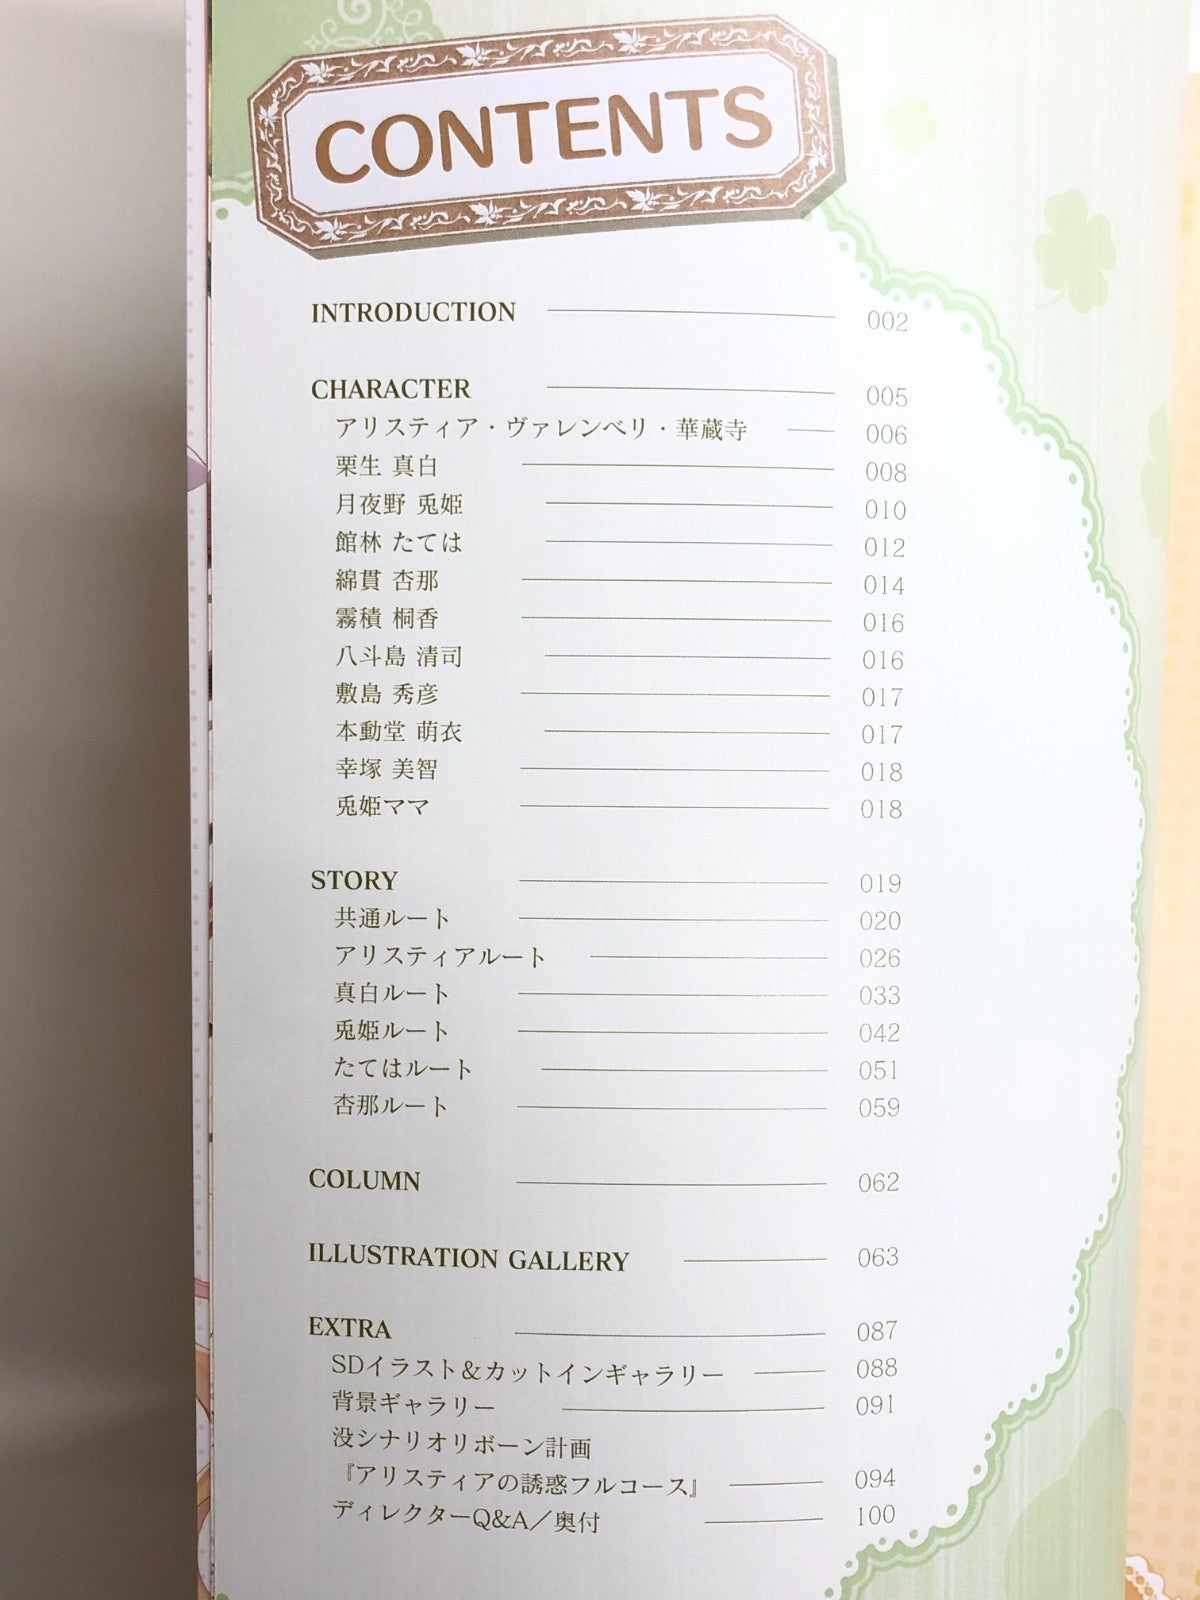 CONTENTS
INTRODUCTION 002
CHARACTER 005
アリスティア・ヴァレンベリ・華蔵寺 006
栗生 真白 008
月夜野 兎姫 010
館林 たては 012
綿貫 杏那 014
霧積 桐香 016
八斗島 清司 016
敷島 秀彦 017
本動堂 萌衣 017
幸塚 美智 018
兎姫ママ 018
STORY 019
共通ルート 020
アリスティアルート 026
真白ルート 033
兎姫ルート 042
たてはルート 051
杏那ルート 059
COLUMN 062
ILLUSTRATION GALLERY 063
EXTRA 087
SDイラスト&カットインギャラリー 088
背景ギャラリー 091
没シナリオリボーン計画
『アリスティアの誘惑フルコース』 094
ディレクターQ&A／奥付 100